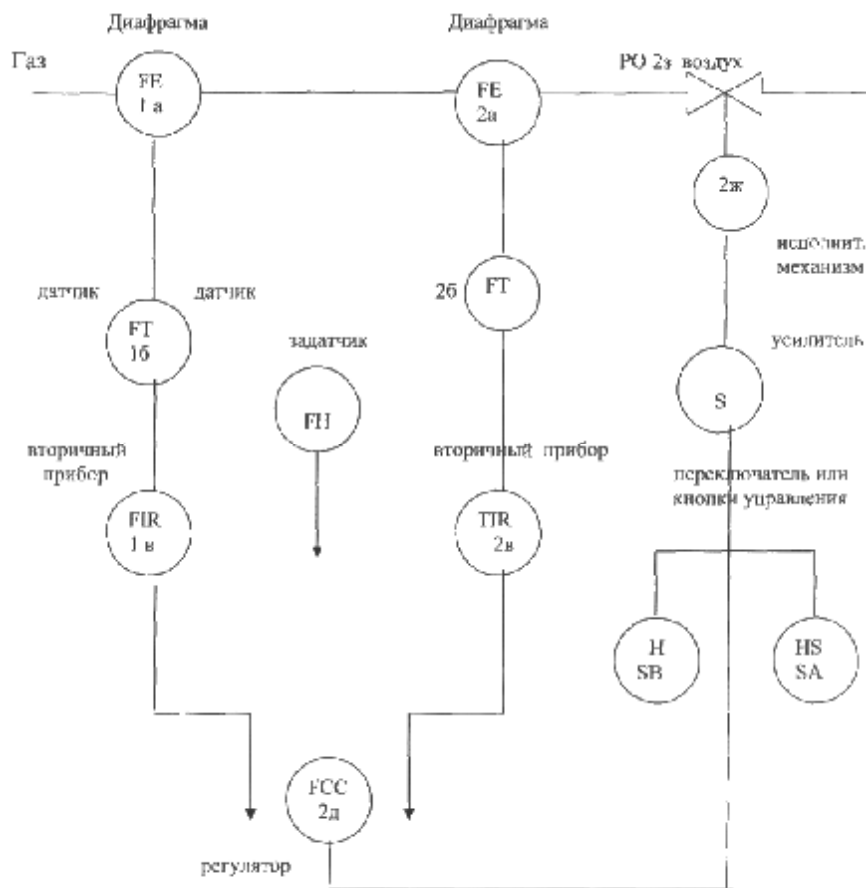 Диафрагма
Диафрагма
Газ
РО 2з воздух
FE
1 а
FE
2а
2ж
исполнит.
механизм
датчик
датчик
2б
FT
FT
1б
задатчик
усилитель
FH
S
вторичный
прибор
вторичный прибор
переключатель или
кнопки управления
FIR
1 в
TIR
2в
H
SB
HS
SA
FCC
2д
регулятор